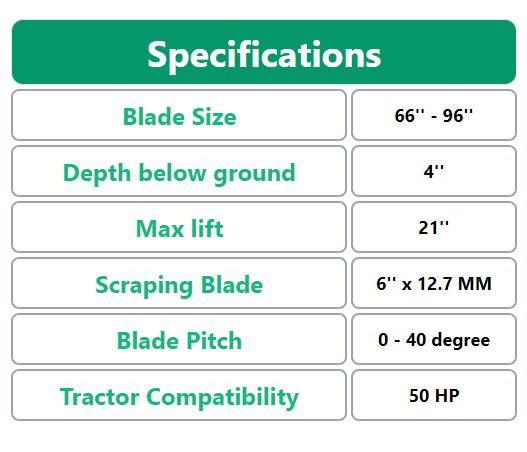 Specifications
Blade Size 66'' - 96''
Depth below ground 4''
Max lift 21''
Scraping Blade 6'' x 12.7 MM
Blade Pitch 0 - 40 degree
Tractor Compatibility 50 HP